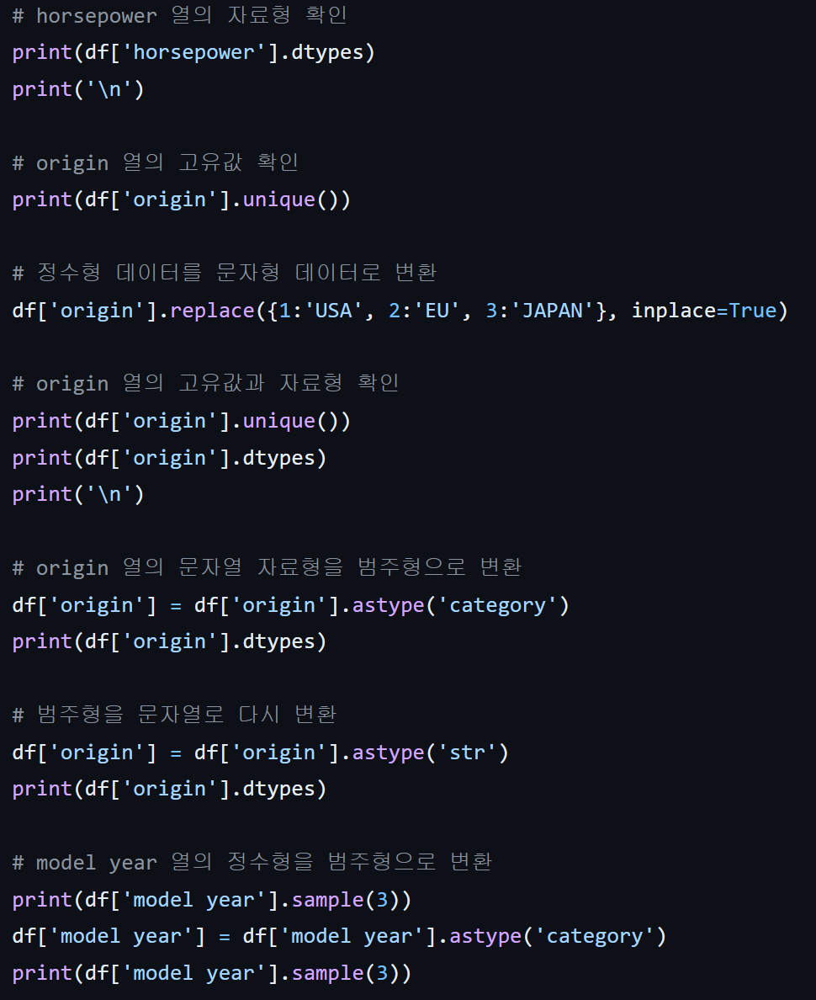 # horsepower 열의 자료형 확인
print(df['horsepower'].dtypes)
print('\n')
# origin 열의 고유값 확인
print(df['origin'].unique())
# 정수형 데이터를 문자형 데이터로 변환
df['origin'].replace({1:'USA', 2:'EU', 3:'JAPAN'}, inplace=True)
# origin 열의 고유값과 자료형 확인
print(df['origin'].unique())
print(df['origin'].dtypes)
print('\n')
# origin 열의 문자열 자료형을 범주형으로 변환
df['origin'] = df['origin'].astype('category')
print(df['origin'].dtypes)
# 범주형을 문자열로 다시 변환
df['origin'] = df['origin'].astype('str')
print(df['origin'].dtypes)
# model year 열의 정수형을 범주형으로 변환
print(df['model year'].sample(3))
df['model year'] = df['model year'].astype('category')
print(df['model year'].sample(3))